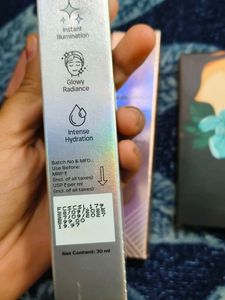 Instant
Illumination
Glowy
Radiance
Intense
Hydration
Batch No & MFD.:
Use Before:
MRP ₹
(Incl. of all taxes)
USP ₹ per ml
(incl. of all taxes)
Net Content: 30 ml